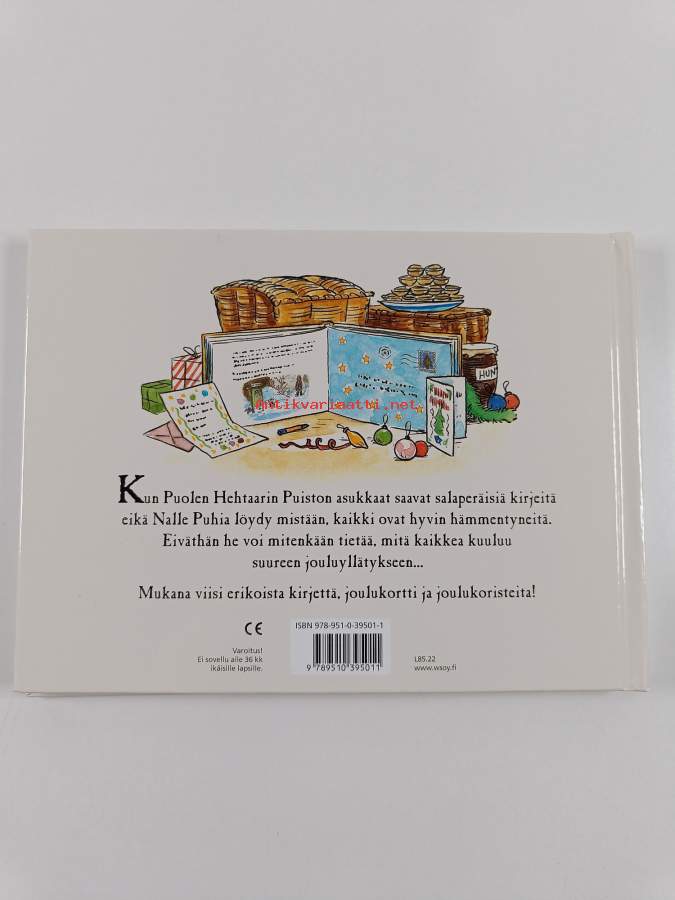 antikvariaatti.net
HUN
Kun Puolen Hehtaarin Puiston asukkaat saavat salaperäisiä kirjeitä
eikä Nalle Puhia löydy mistään, kaikki ovat hyvin hämmentyneitä.
Eiväthän he voi mitenkään tietää, mitä kaikkea kuuluu
suureen jouluyllätykseen...
Mukana viisi erikoista kirjettä, joulukortti ja joulukoristeita!
CE
Varoitus!
Ei sovellu alle 36 kk
ikäisille lapsille.
ISBN 978-951-0-39501-1
9 789510 395011
L85.22
www.wsoy.fi